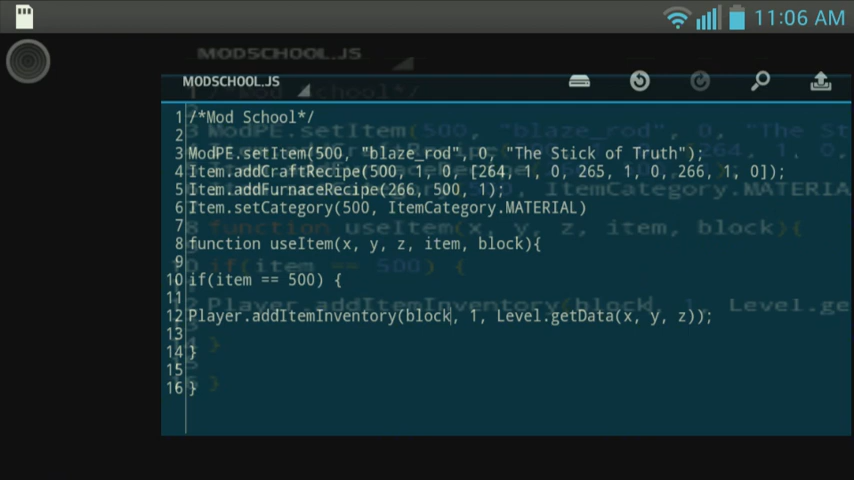 11:06 AM
MODSCHOOL.JS
MODSCHOOL.JS
1 /*Mod School*/
2
3 ModPE.setItem(500, "blaze_rod", 0, "The Stick of Truth");
4 Item.addCraftRecipe(500, 1, 0, [264, 1, 0, 265, 1, 0, 266, 1, 0]);
5 Item.addFurnaceRecipe(266, 500, 1);
6 Item.setCategory(500, ItemCategory.MATERIAL)
7
8 function useItem(x, y, z, item, block){
9
10 if(item == 500) {
11
12 Player.addItemInventory(block, 1, Level.getData(x, y, z));
13
14 }
15
16 }